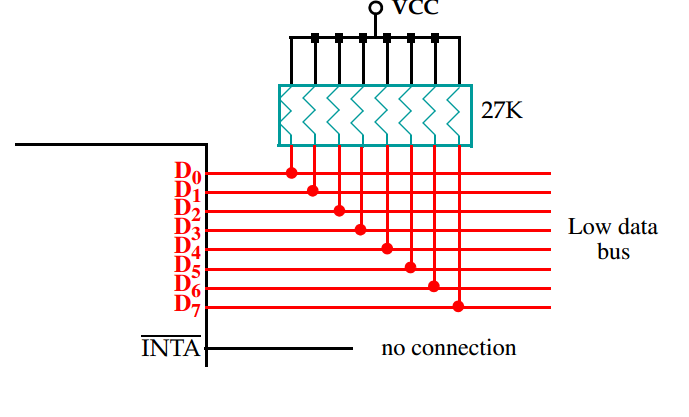 VCC
27K
D0
D1
D2
D3
D4
D5
D6
D7
Low data
bus
INTA
no connection